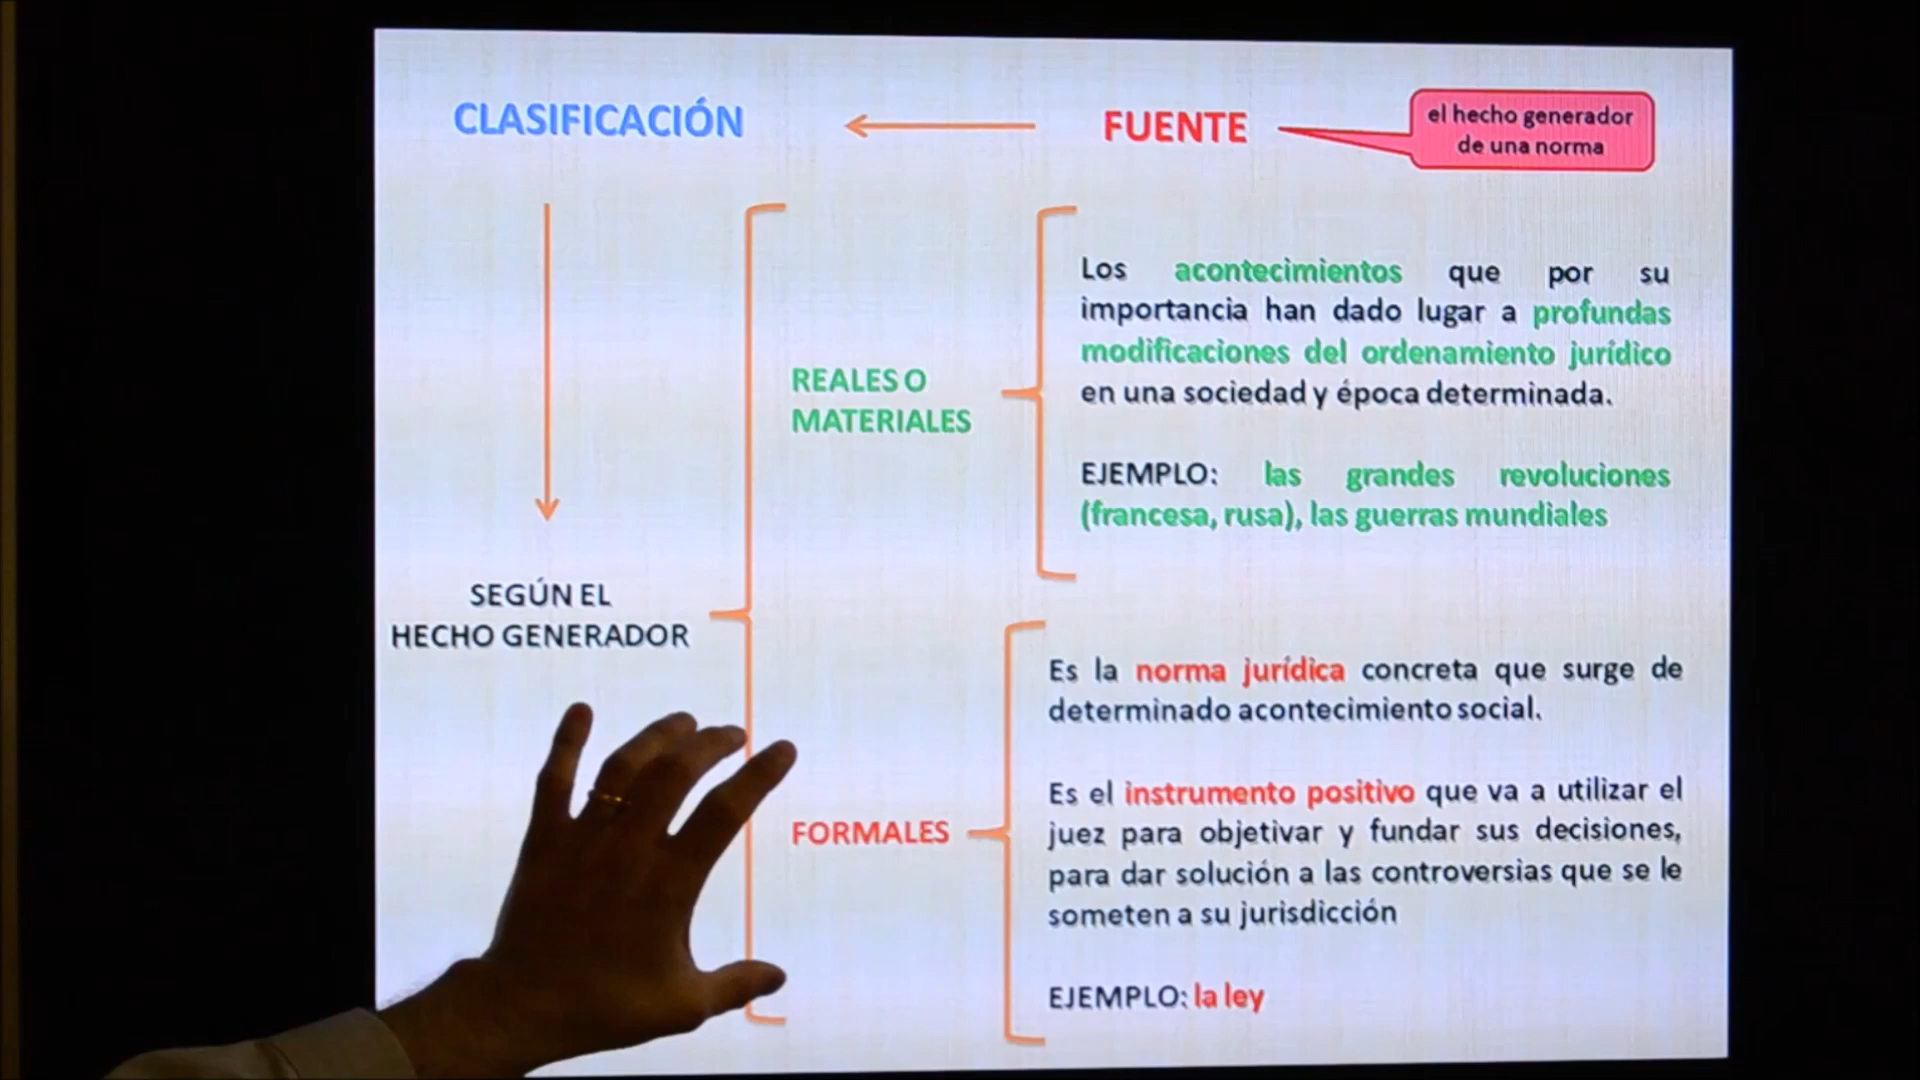 CLASIFICACIÓN
FUENTE
el hecho generador
de una norma
Los acontecimientos que por su
importancia han dado lugar a profundas
modificaciones del ordenamiento jurídico
en una sociedad y época determinada.
REALES O
MATERIALES
EJEMPLO: las grandes revoluciones
(francesa, rusa), las guerras mundiales
SEGÚN EL
HECHO GENERADOR
Es la norma jurídica concreta que surge de
determinado acontecimiento social.
FORMALES
Es el instrumento positivo que va a utilizar el
juez para objetivar y fundar sus decisiones,
para dar solución a las controversias que se le
someten a su jurisdicción
EJEMPLO: la ley